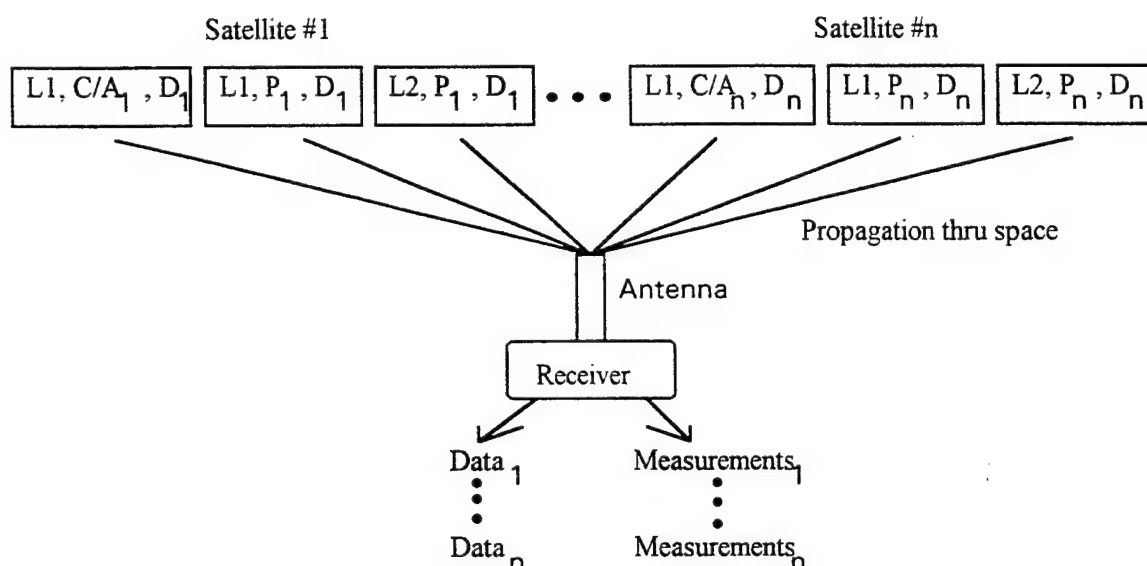 Satellite #1 Satellite #n
L1, C/A₁ , D₁ L1, P₁ , D₁ L2, P₁ , D₁ • • • L1, C/Aₙ, Dₙ L1, Pₙ , Dₙ L2, Pₙ , Dₙ
Propagation thru space
Antenna
Receiver
Data₁ Measurements₁
Dataₙ Measurementsₙ